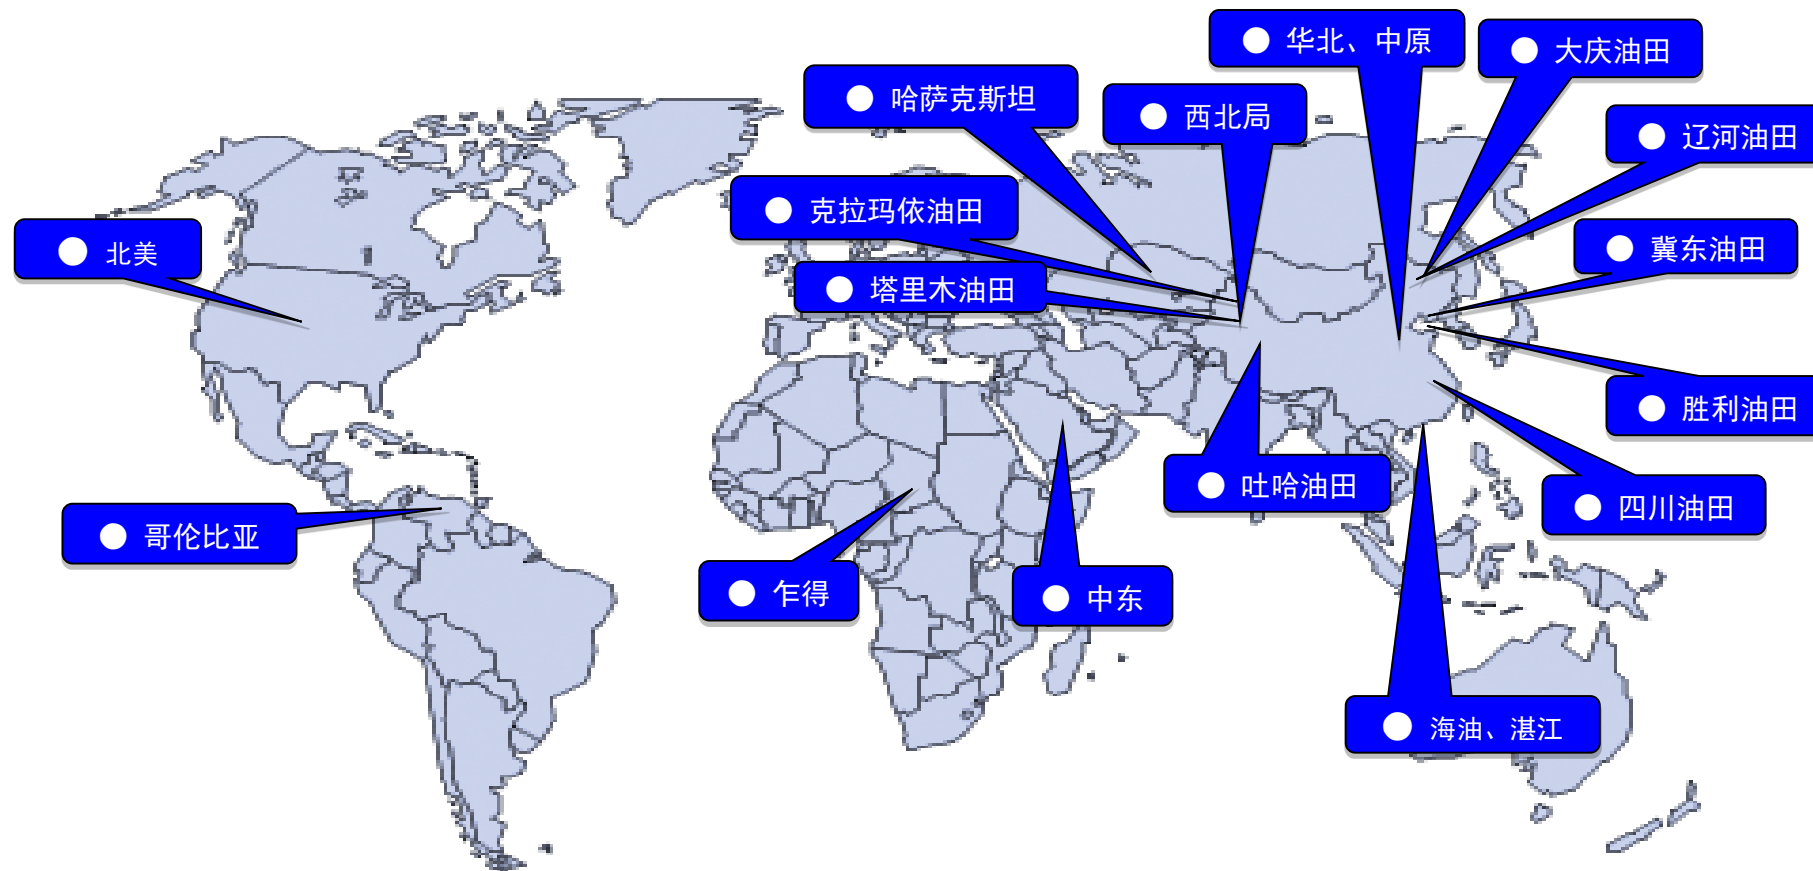 华北、中原
大庆油田
哈萨克斯坦
西北局
辽河油田
克拉玛依油田
北美
冀东油田
塔里木油田
胜利油田
吐哈油田
四川油田
哥伦比亚
乍得
中东
海油、湛江